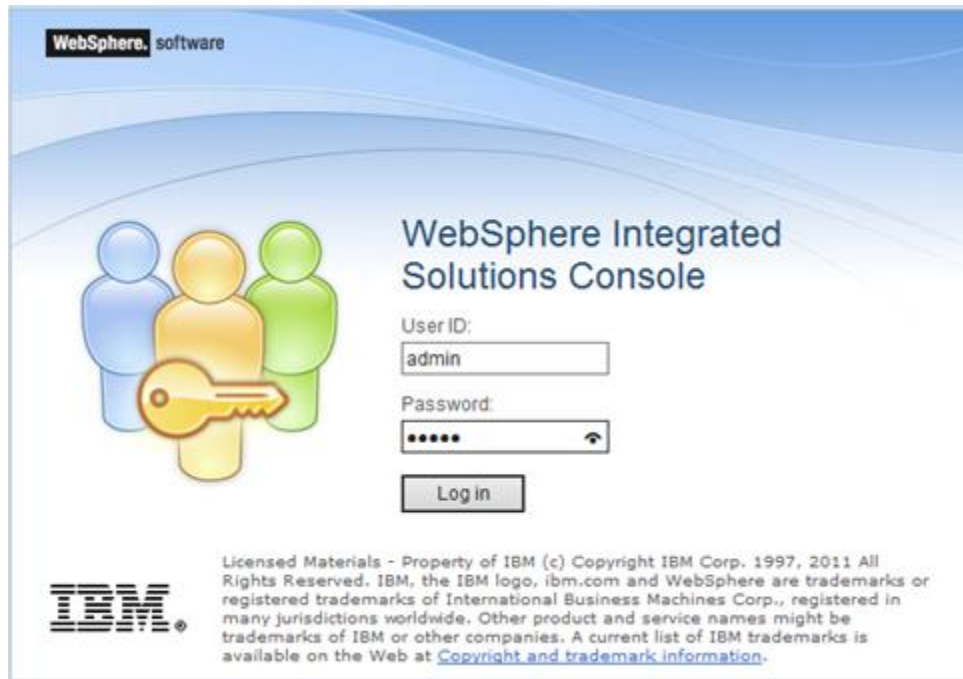 WebSphere. software
WebSphere Integrated
Solutions Console
User ID:
admin
Password:
•••••
Log in
Licensed Materials - Property of IBM (c) Copyright IBM Corp. 1997, 2011 All
Rights Reserved. IBM, the IBM logo, ibm.com and WebSphere are trademarks or
registered trademarks of International Business Machines Corp., registered in
many jurisdictions worldwide. Other product and service names might be
trademarks of IBM or other companies. A current list of IBM trademarks is
available on the Web at Copyright and trademark information.
IBM®